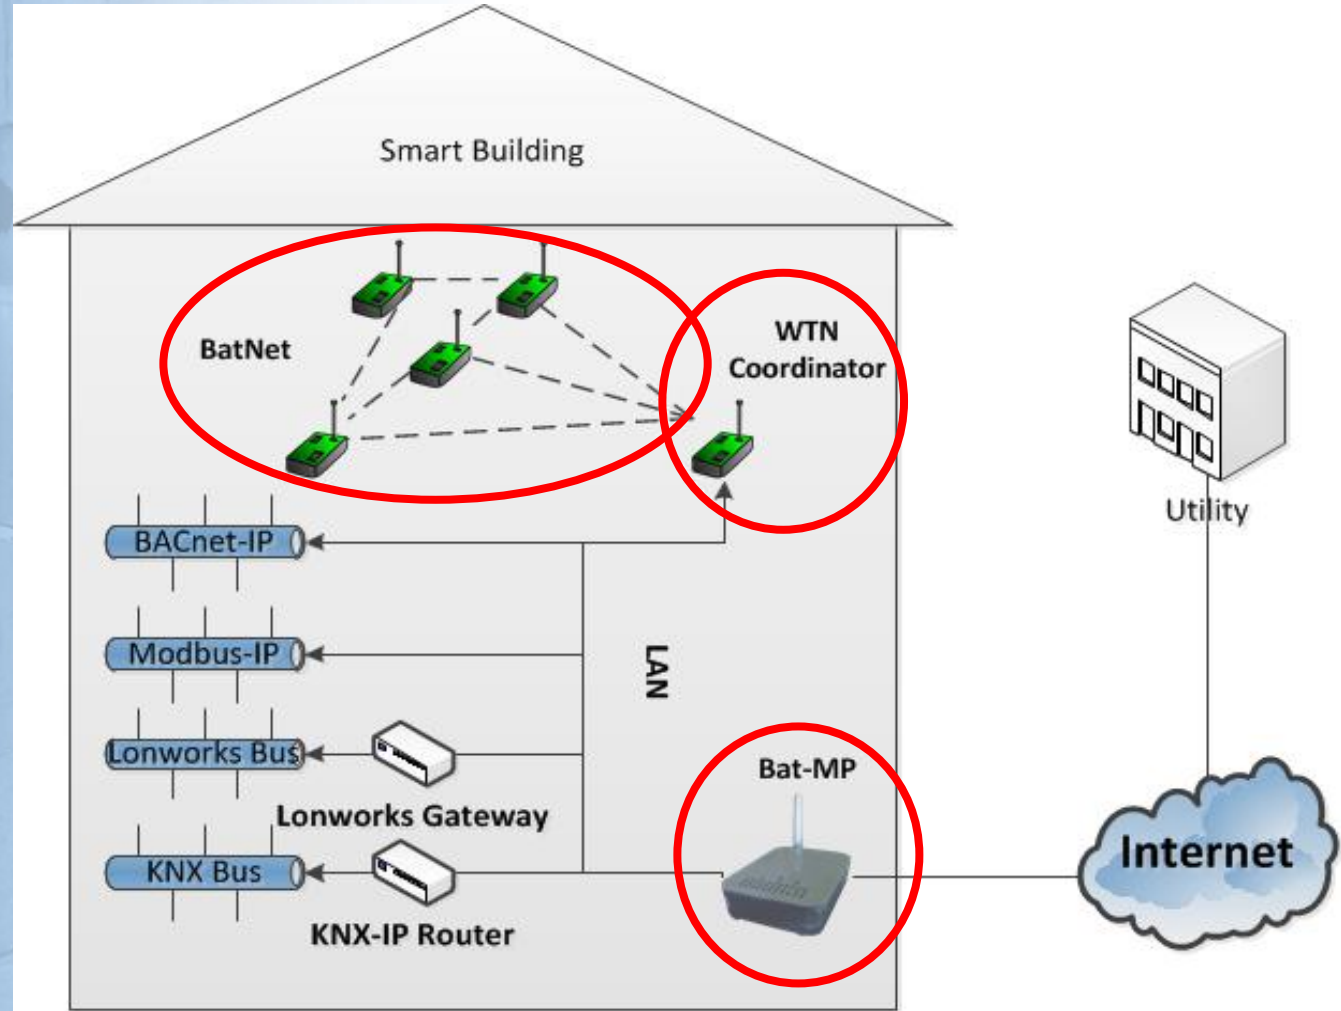 Smart Building
BatNet
WTN
Coordinator
BACnet-IP
Modbus-IP
LAN
Lonworks Bus
Lonworks Gateway
KNX Bus
KNX-IP Router
Bat-MP
Utility
Internet